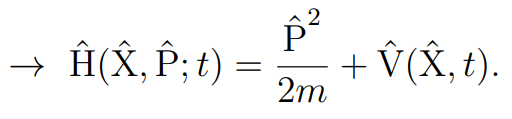 → Ĥ(X̂, P̂; t) = P̂²/2m + V̂(X̂, t).